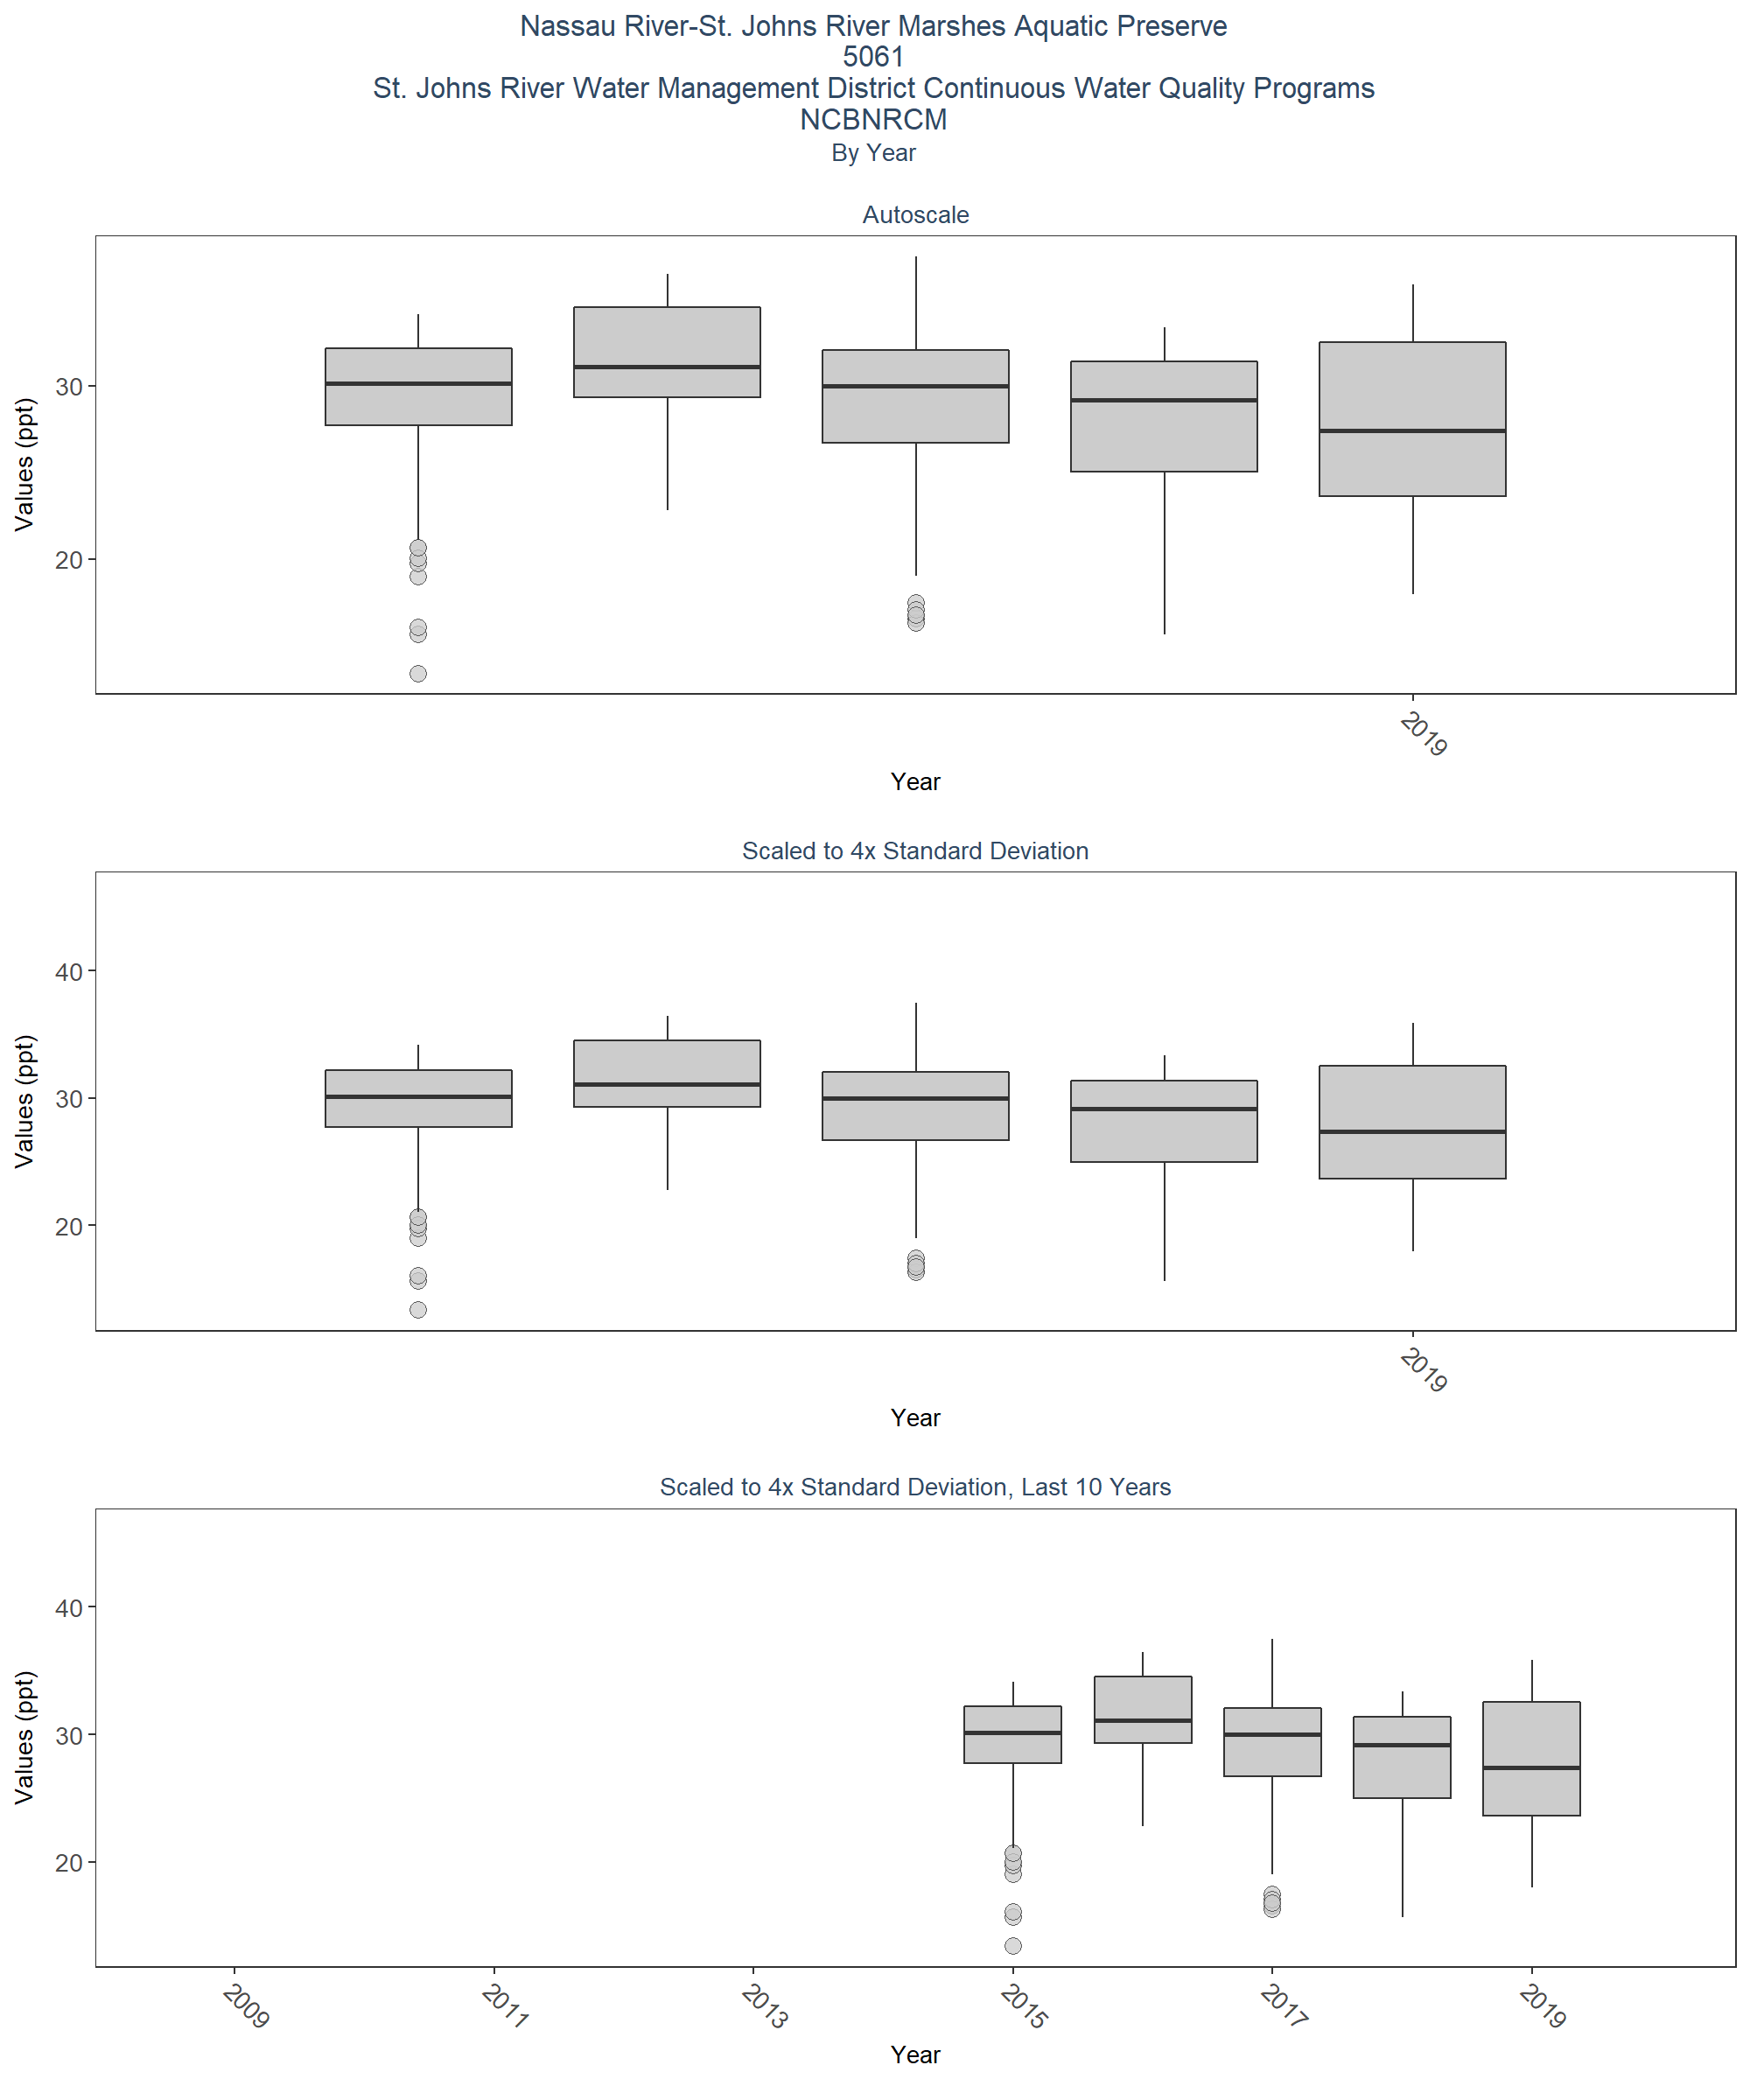 Nassau River-St. Johns River Marshes Aquatic Preserve
5061
St. Johns River Water Management District Continuous Water Quality Programs
NCBNRCM
By Year
Autoscale
Values (ppt)
30
20
2019
Year
Scaled to 4x Standard Deviation
Values (ppt)
40
30
20
2019
Year
Scaled to 4x Standard Deviation, Last 10 Years
Values (ppt)
40
30
20
2009 2011 2013 2015 2017 2019
Year